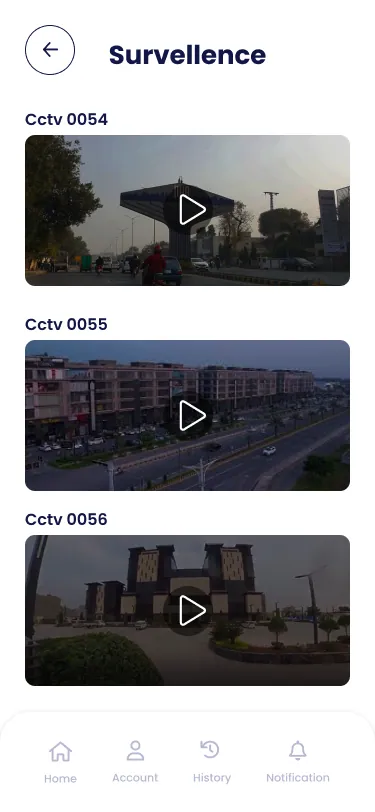 Survellence
Cctv 0054
Cctv 0055
Cctv 0056
Home
Account
History
Notification